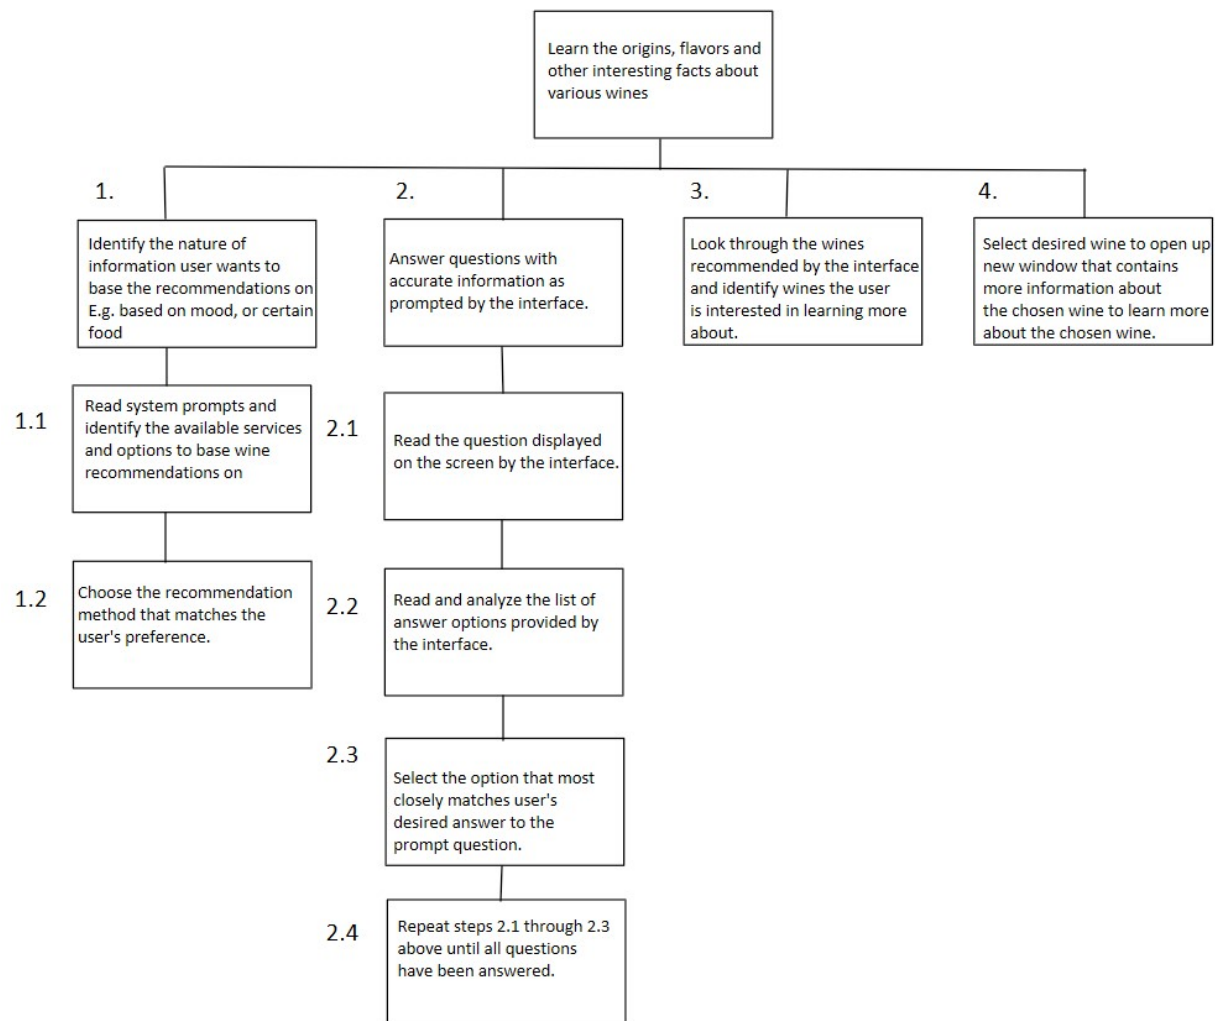 Learn the origins, flavors and
other interesting facts about
various wines
1.
Identify the nature of
information user wants to
base the recommendations on
E.g. based on mood, or certain
food
1.1
Read system prompts and
identify the available services
and options to base wine
recommendations on
1.2
Choose the recommendation
method that matches the
user's preference.
2.
Answer questions with
accurate information as
prompted by the interface.
2.1
Read the question displayed
on the screen by the interface.
2.2
Read and analyze the list of
answer options provided by
the interface.
2.3
Select the option that most
closely matches user's
desired answer to the
prompt question.
2.4
Repeat steps 2.1 through 2.3
above until all questions
have been answered.
3.
Look through the wines
recommended by the interface
and identify wines the user
is interested in learning more
about.
4.
Select desired wine to open up
new window that contains
more information about
the chosen wine to learn more
about the chosen wine.